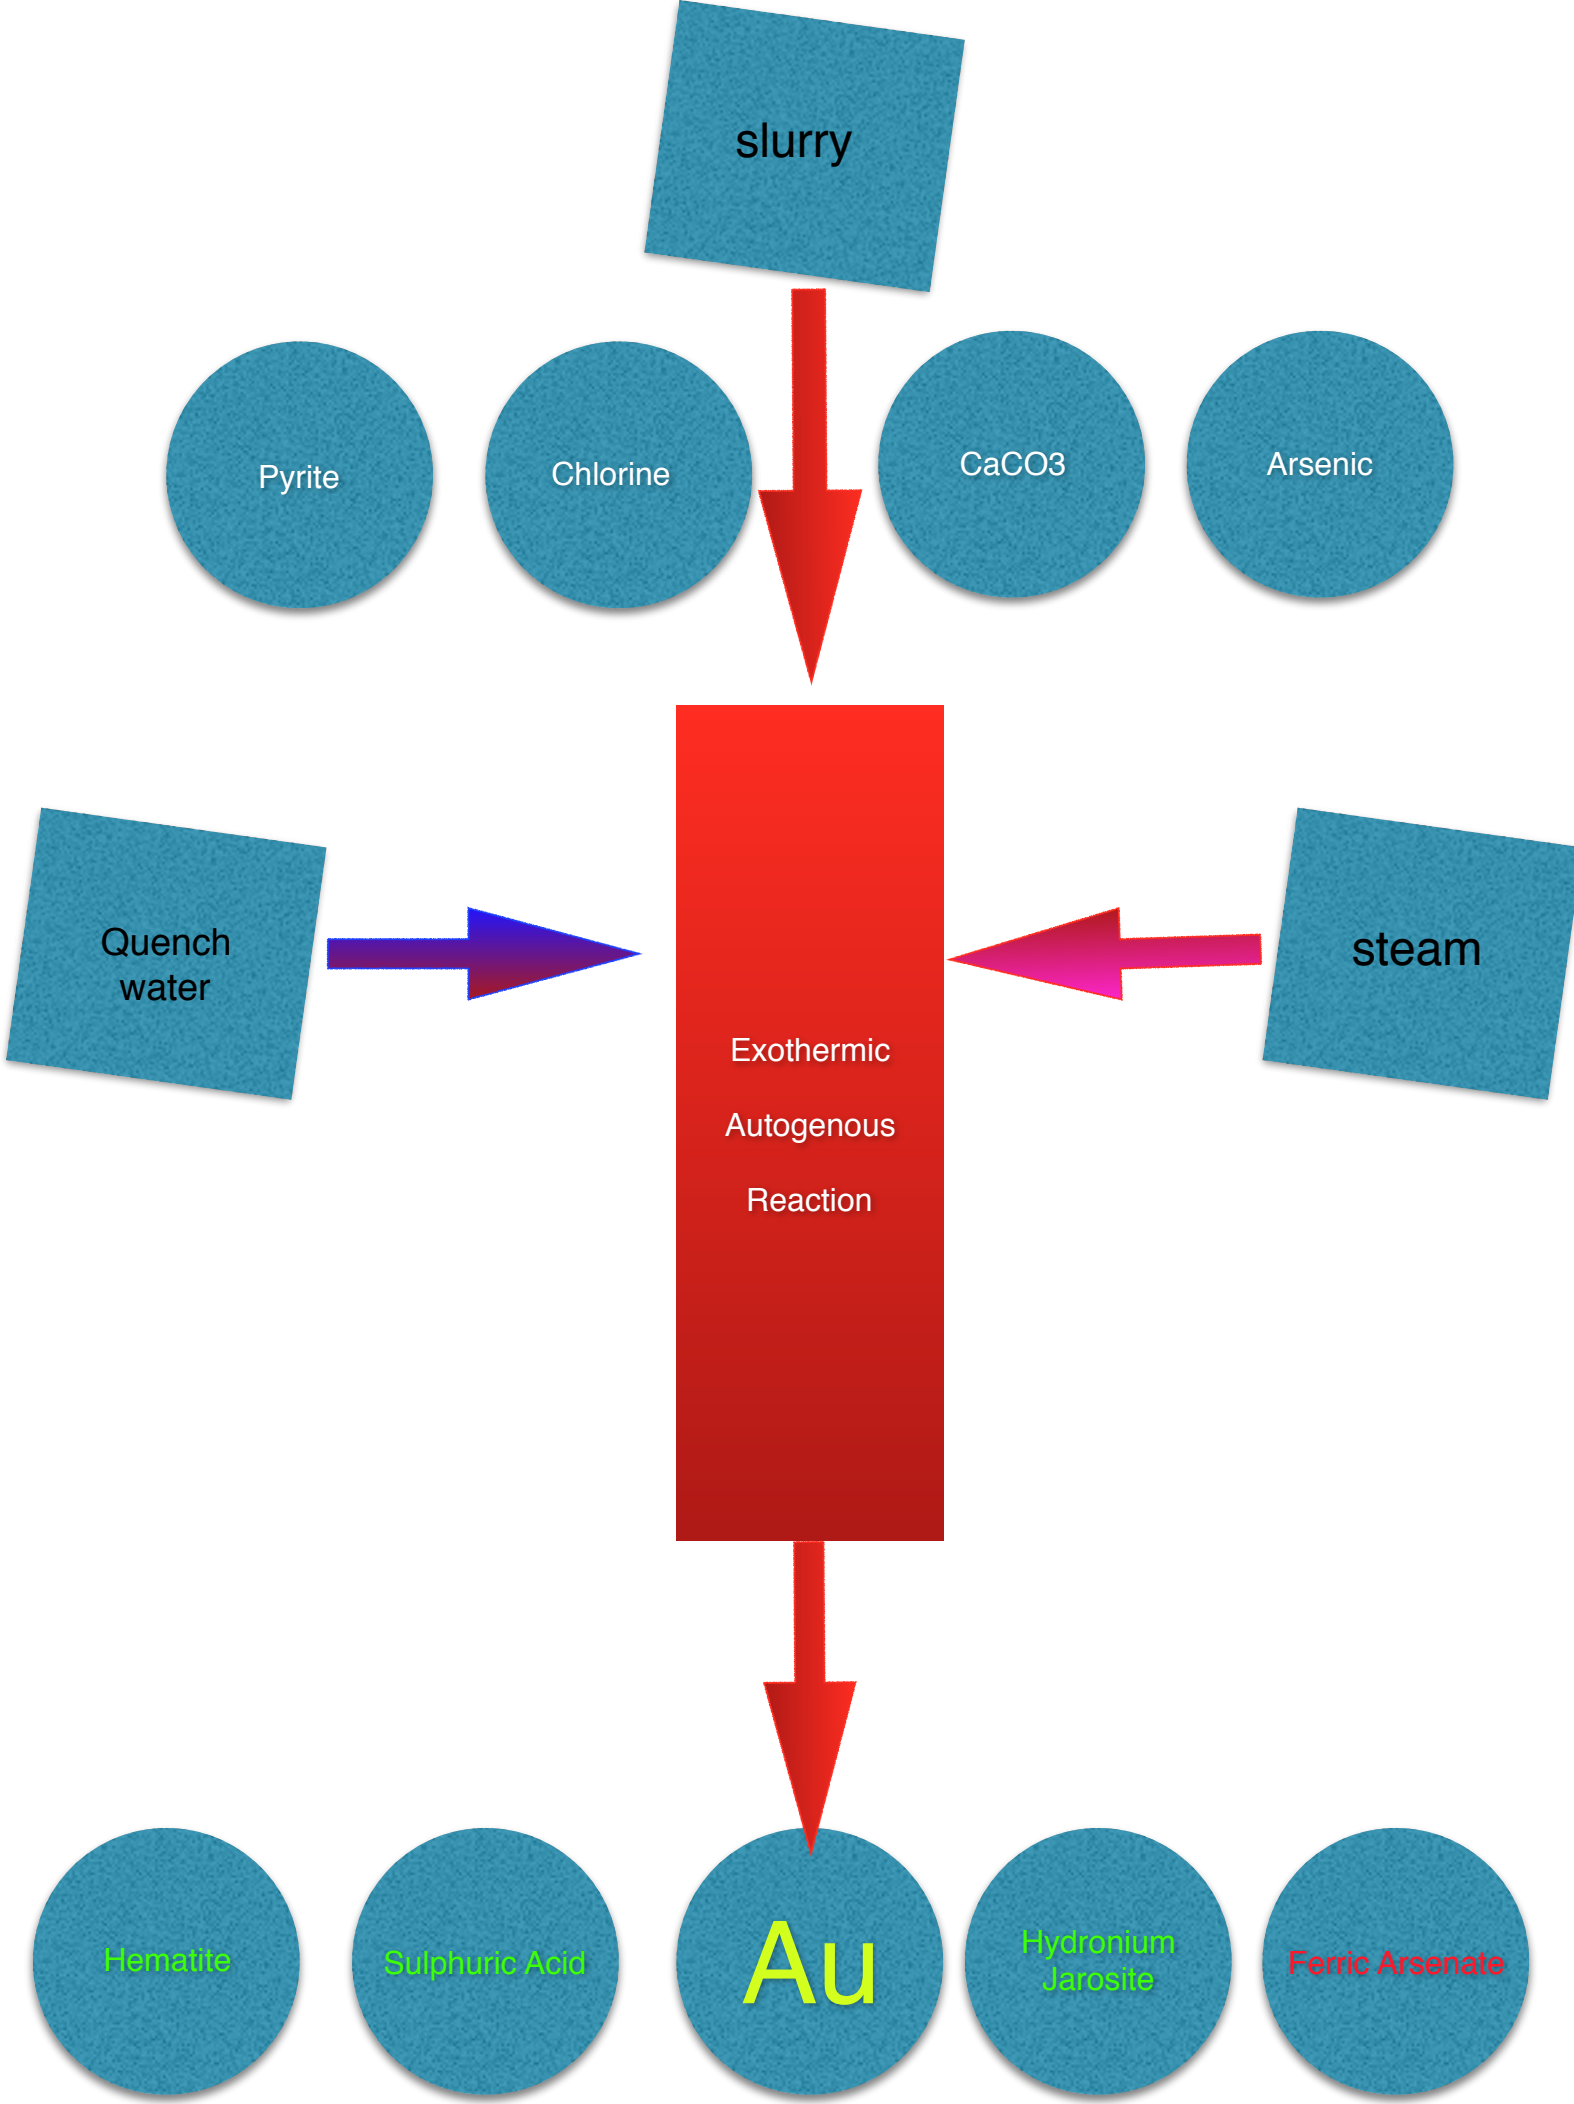 slurry
Pyrite
Chlorine
CaCO3
Arsenic
Quench
water
steam
Exothermic
Autogenous
Reaction
Hematite
Sulphuric Acid
Au
Hydronium
Jarosite
Ferric Arsenate